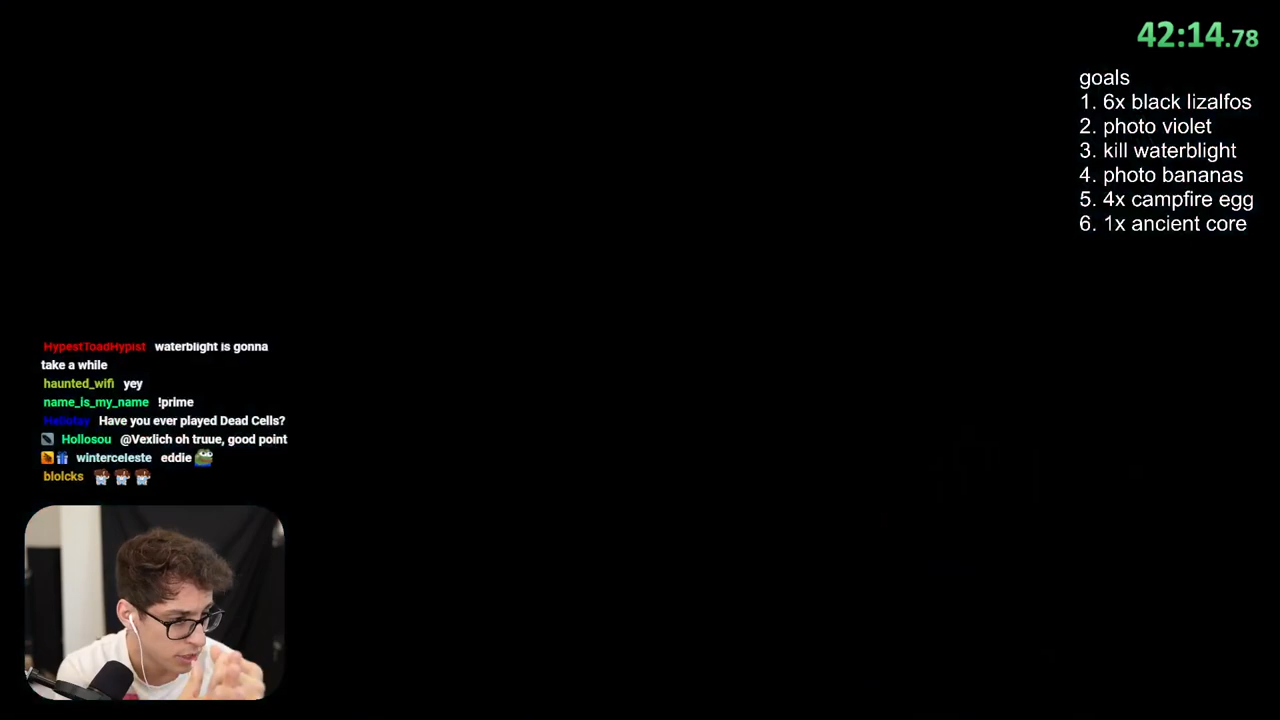 42:14.78
goals
1. 6x black lizalfos
2. photo violet
3. kill waterblight
4. photo bananas
5. 4x campfire egg
6. 1x ancient core
HypestToadHypist waterblight is gonna
take a while
haunted_wifi yey
name_is_my_name !prime
Have you ever played Dead Cells?
Hollosou @Vexlich oh truue, good point
winterceleste eddie
blolcks